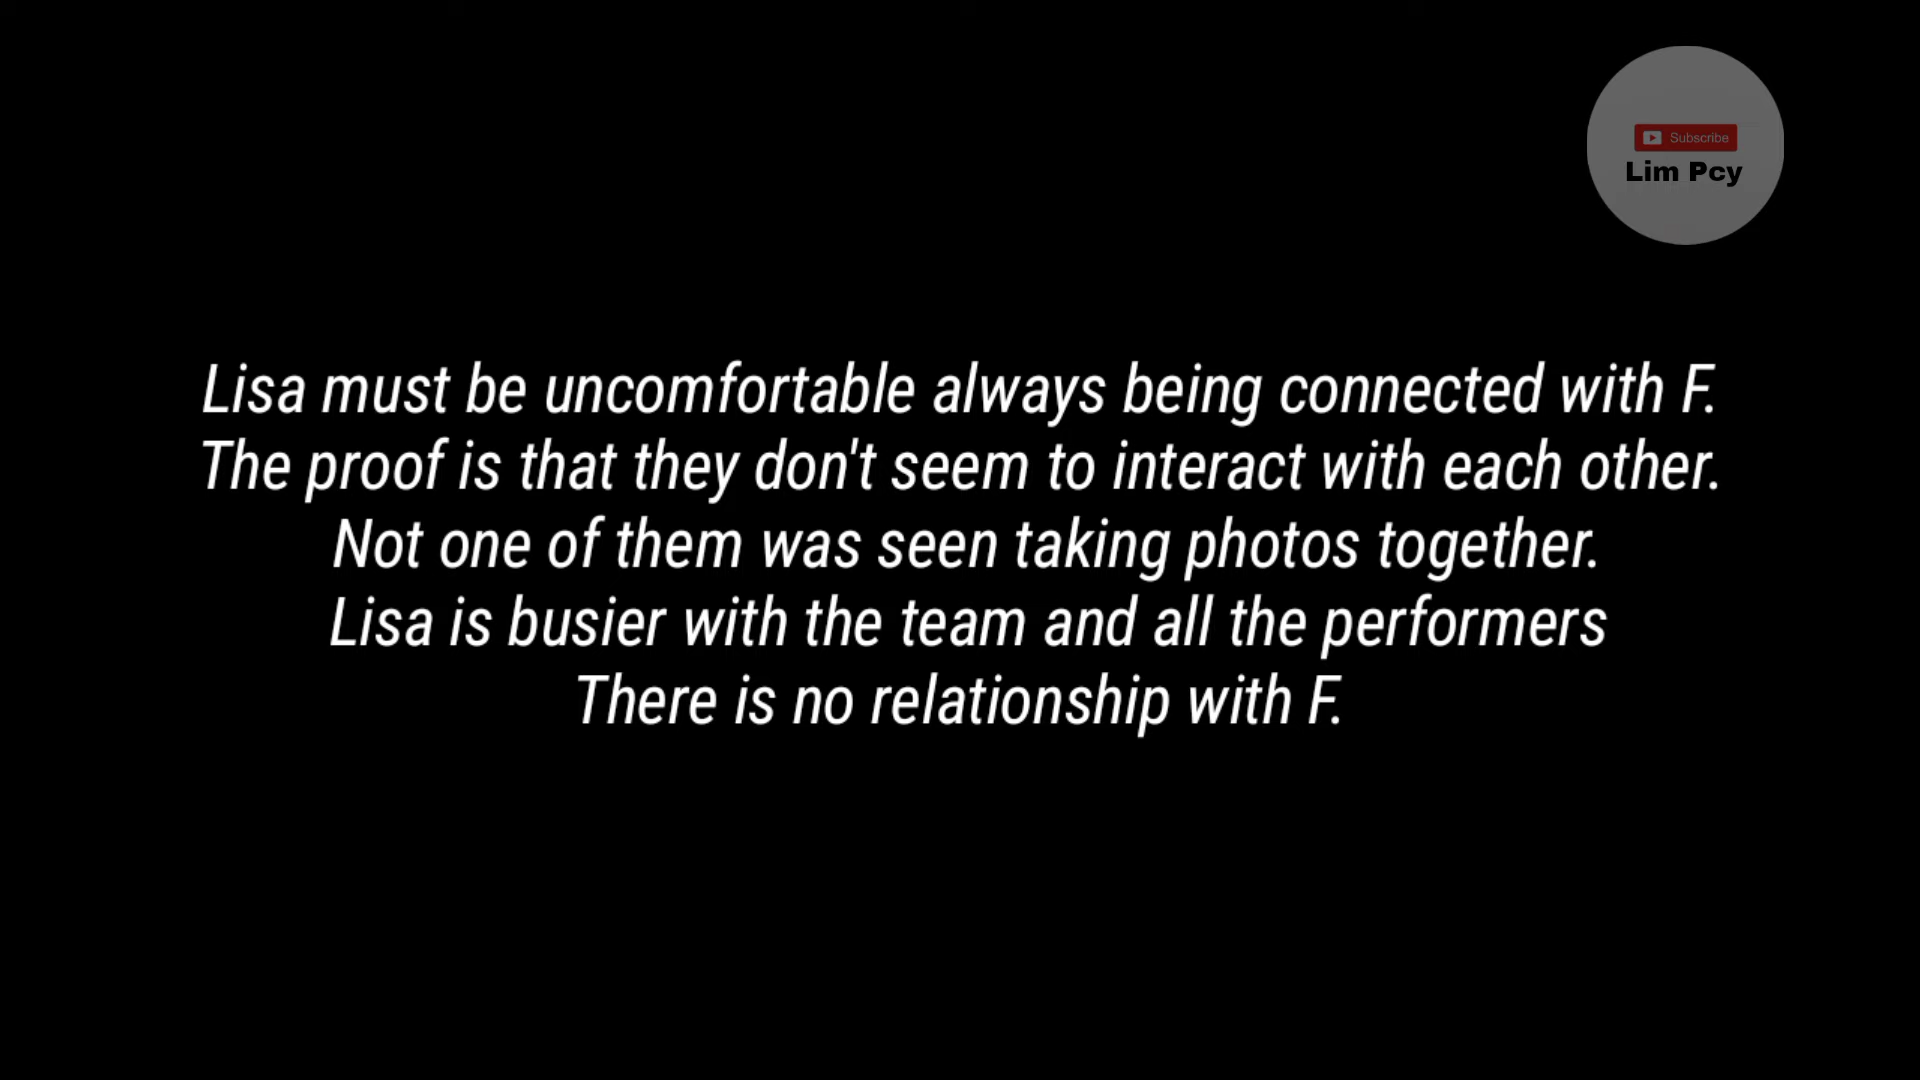 Subscribe
Lim Pcy
Lisa must be uncomfortable always being connected with F.
The proof is that they don't seem to interact with each other.
Not one of them was seen taking photos together.
Lisa is busier with the team and all the performers
There is no relationship with F.